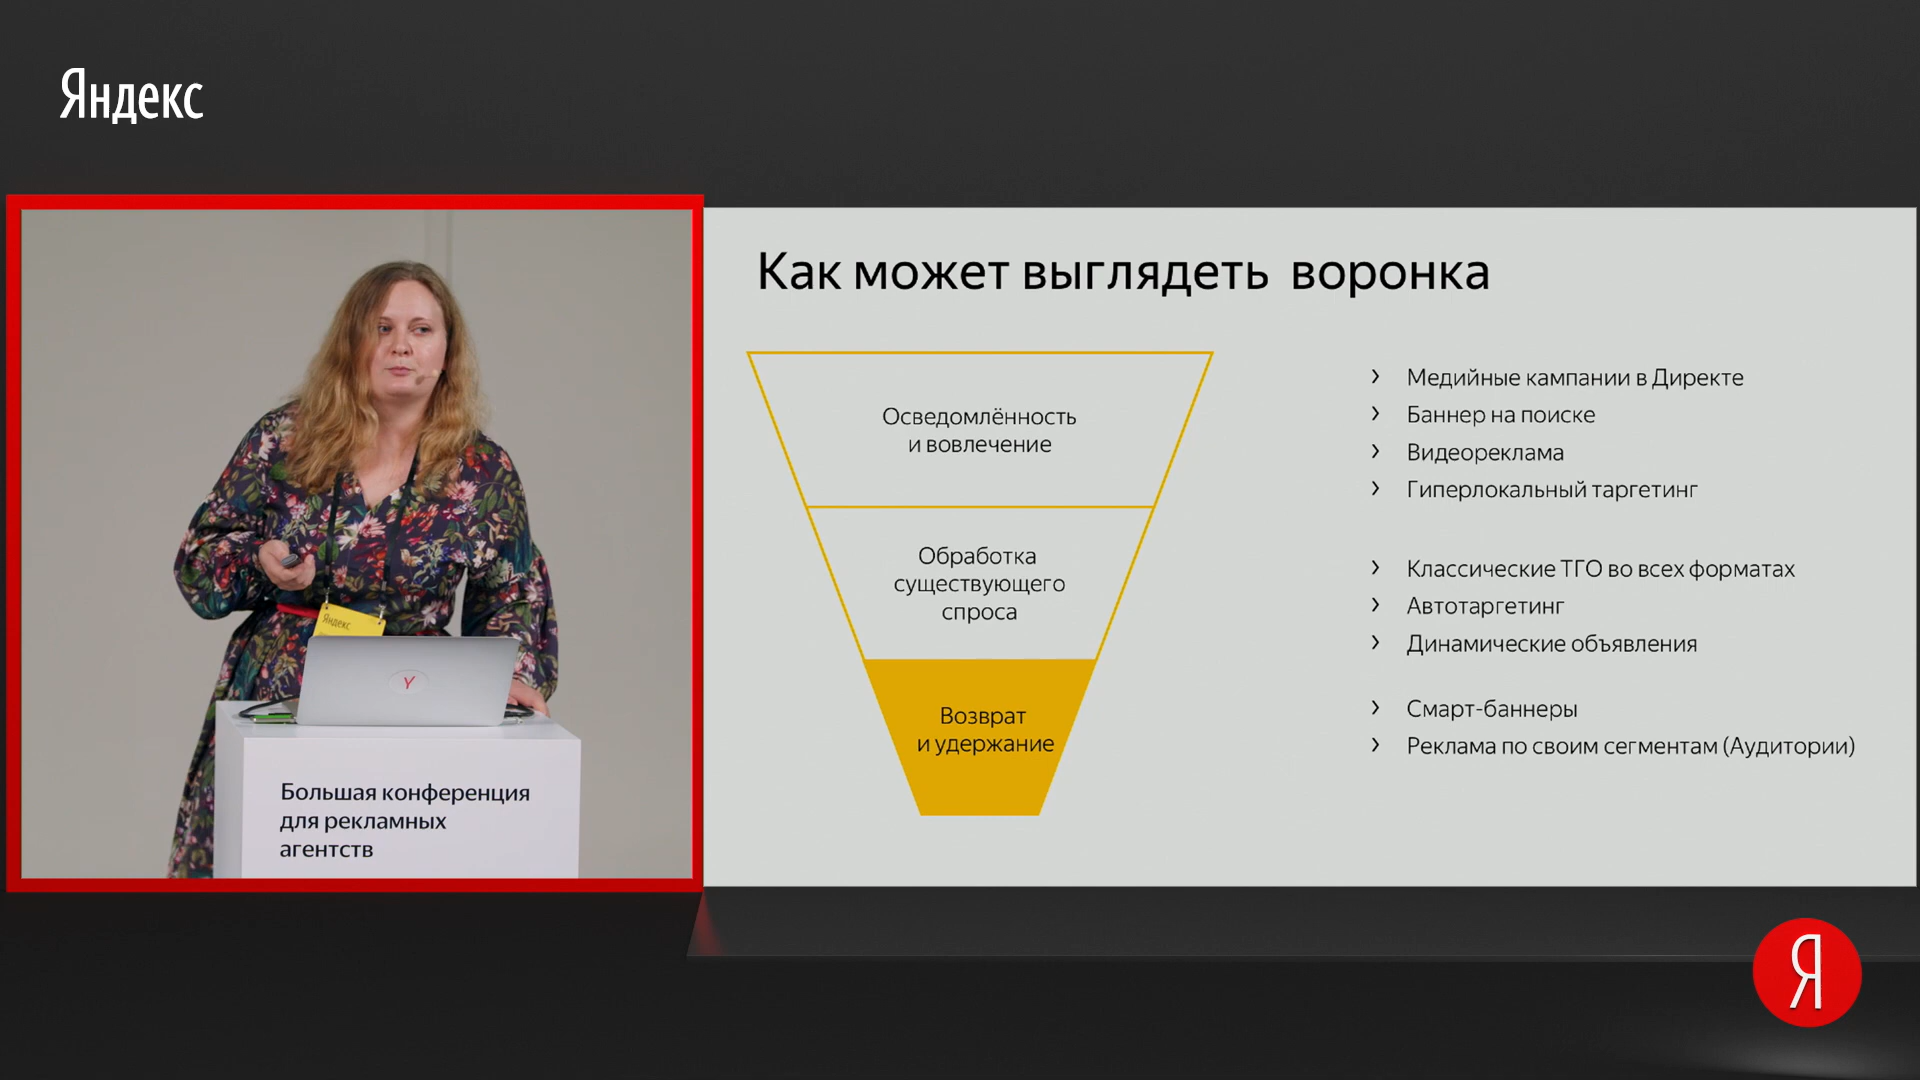 Яндекс
Яндекс
Y
Большая конференция
для рекламных
агентств
Как может выглядеть воронка
Осведомлённость
и вовлечение
Обработка
существующего
спроса
Возврат
и удержание
› Медийные кампании в Директе
› Баннер на поиске
› Видеореклама
› Гиперлокальный таргетинг
› Классические ТГО во всех форматах
› Автотаргетинг
› Динамические объявления
› Смарт-баннеры
› Реклама по своим сегментам (Аудитории)
Я